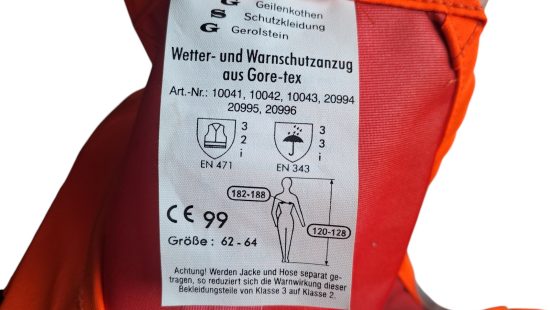 G Geilenkothen
S Schutzkleidung
G Gerolstein
Wetter- und Warnschutzanzug
aus Gore-tex
Art.-Nr.: 10041, 10042, 10043, 20994
20995, 20996
3
2
i
EN 471
3
3
i
EN 343
182-188
120-128
CE 99
Größe : 62 - 64
Achtung! Werden Jacke und Hose separat ge-
tragen, so reduziert sich die Warnwirkung dieser
Bekleidungsteile von Klasse 3 auf Klasse 2.